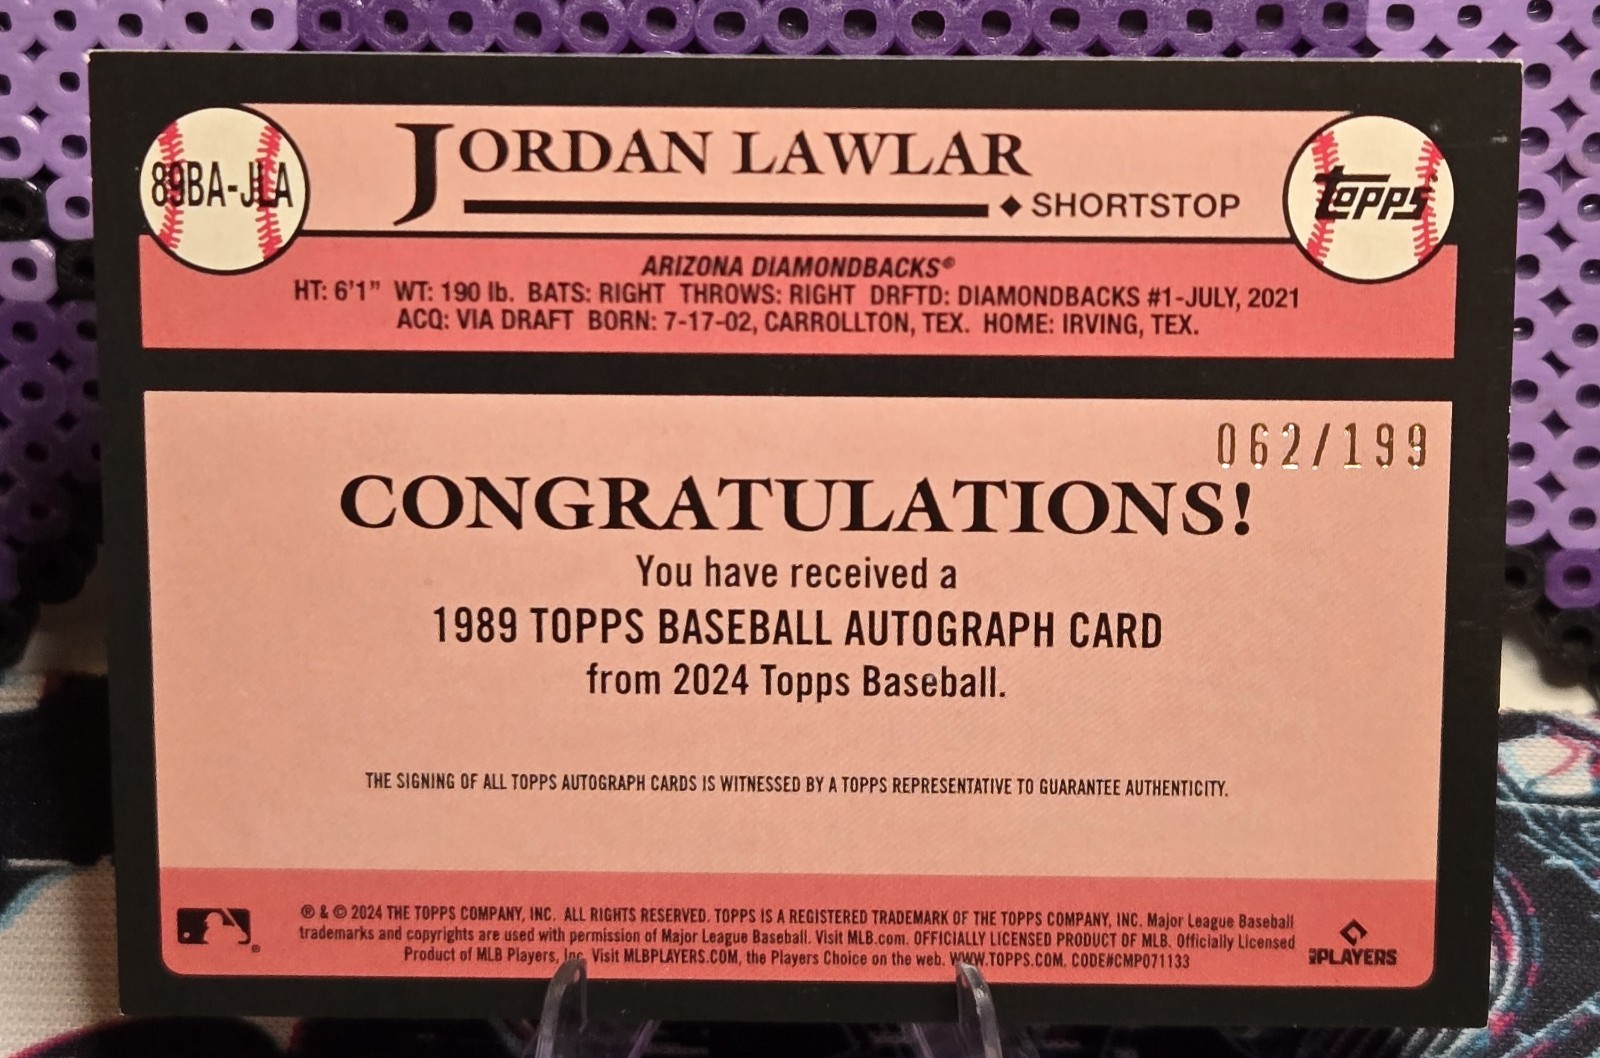 89BA-JLA
JORDAN LAWLAR
◆ SHORTSTOP
topps
ARIZONA DIAMONDBACKS®
HT: 6'1" WT: 190 lb. BATS: RIGHT THROWS: RIGHT DRFTD: DIAMONDBACKS #1-JULY, 2021
ACQ: VIA DRAFT BORN: 7-17-02, CARROLLTON, TEX. HOME: IRVING, TEX.
062/199
CONGRATULATIONS!
You have received a
1989 TOPPS BASEBALL AUTOGRAPH CARD
from 2024 Topps Baseball.
THE SIGNING OF ALL TOPPS AUTOGRAPH CARDS IS WITNESSED BY A TOPPS REPRESENTATIVE TO GUARANTEE AUTHENTICITY.
® & © 2024 THE TOPPS COMPANY, INC. ALL RIGHTS RESERVED. TOPPS IS A REGISTERED TRADEMARK OF THE TOPPS COMPANY, INC. Major League Baseball
trademarks and copyrights are used with permission of Major League Baseball. Visit MLB.com. OFFICIALLY LICENSED PRODUCT OF MLB. Officially Licensed
Product of MLB Players, Inc. Visit MLBPLAYERS.COM, the Players Choice on the web. WWW.TOPPS.COM. CODE#CMP071133
MLBPLAYERS